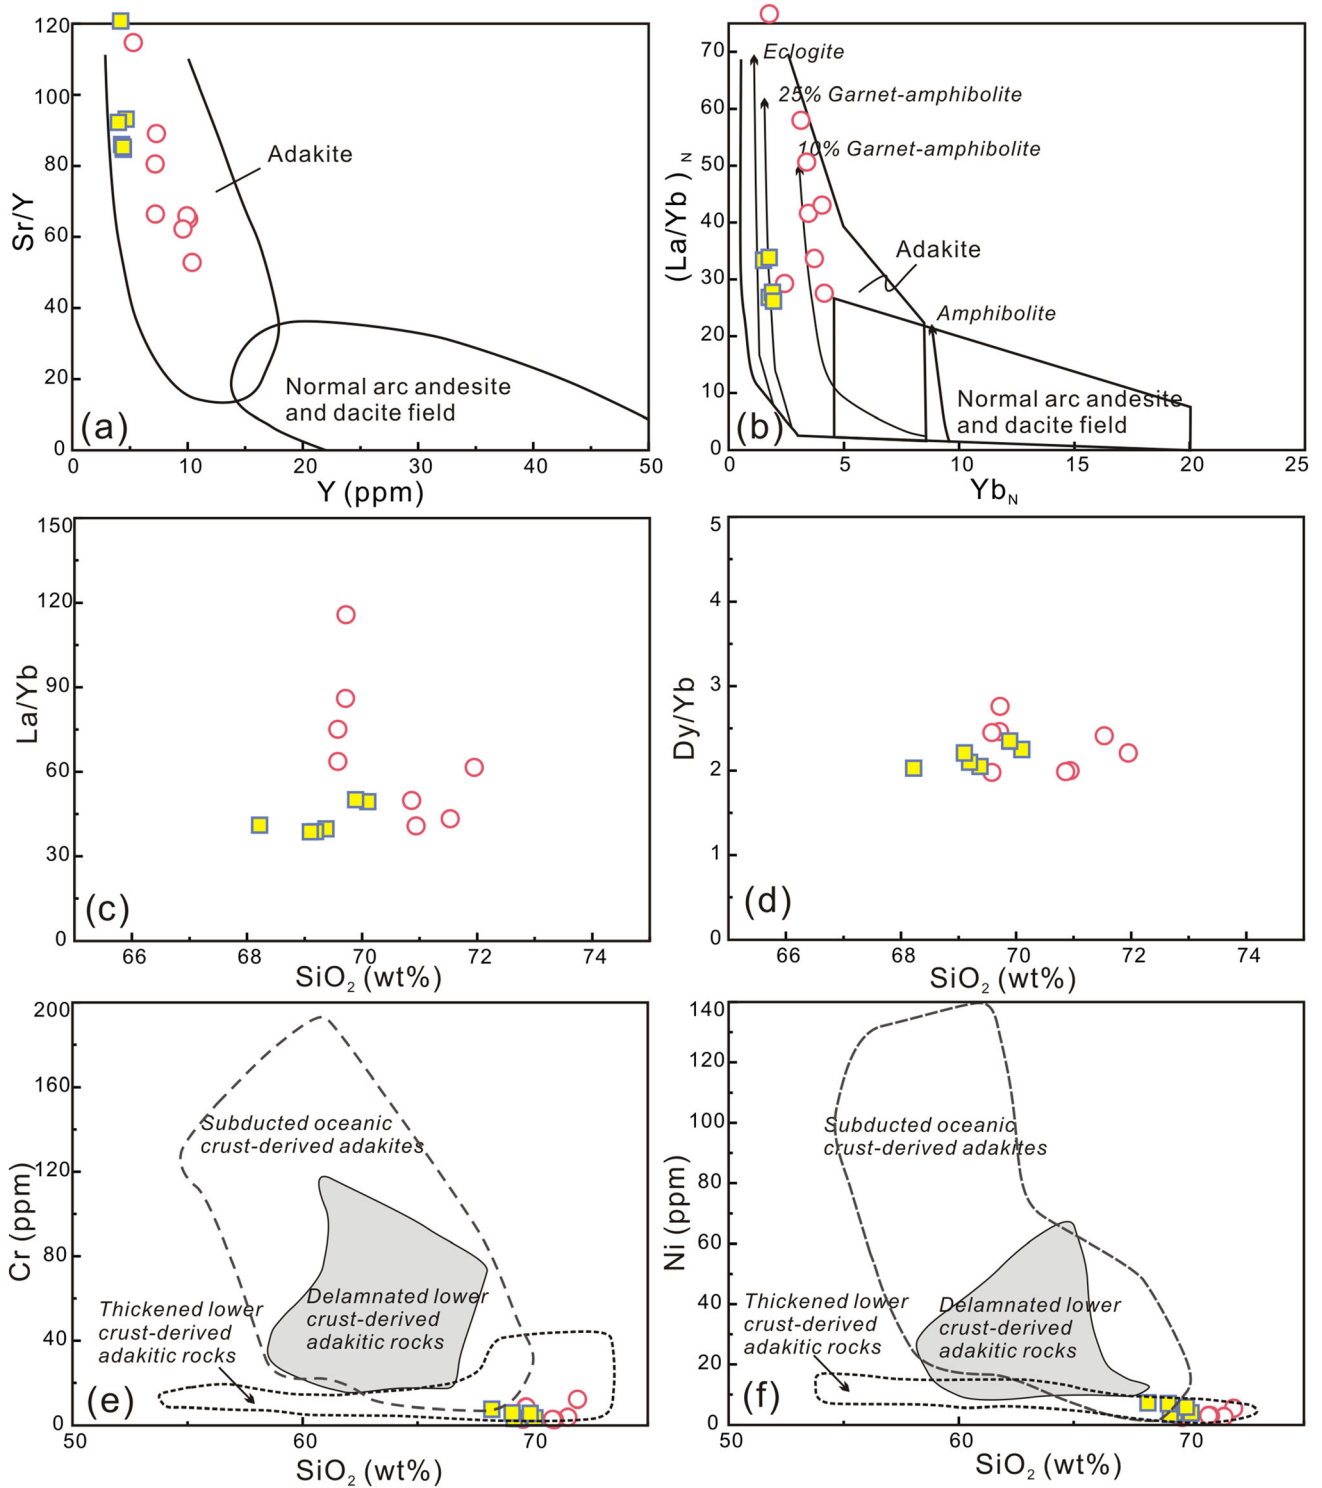 120
100
80
60
40
20
0
0
10
20
30
40
50
Sr/Y
Y (ppm)
Adakite
Normal arc andesite
and dacite field
(a)
70
60
50
40
30
20
10
0
0
5
10
15
20
25
(La/Yb)N
YbN
Eclogite
25% Garnet-amphibolite
10% Garnet-amphibolite
Adakite
Amphibolite
Normal arc andesite
and dacite field
(b)
150
120
90
60
30
0
66
68
70
72
74
La/Yb
SiO2 (wt%)
(c)
5
4
3
2
1
0
66
68
70
72
74
Dy/Yb
SiO2 (wt%)
(d)
200
160
120
80
40
0
50
60
70
Cr (ppm)
SiO2 (wt%)
Subducted oceanic
crust-derived adakites
Delamnated lower
crust-derived
adakitic rocks
Thickened lower
crust-derived
adakitic rocks
(e)
140
120
100
80
60
40
20
0
50
60
70
Ni (ppm)
SiO2 (wt%)
Subducted oceanic
crust-derived adakites
Delamnated lower
crust-derived
adakitic rocks
Thickened lower
crust-derived
adakitic rocks
(f)